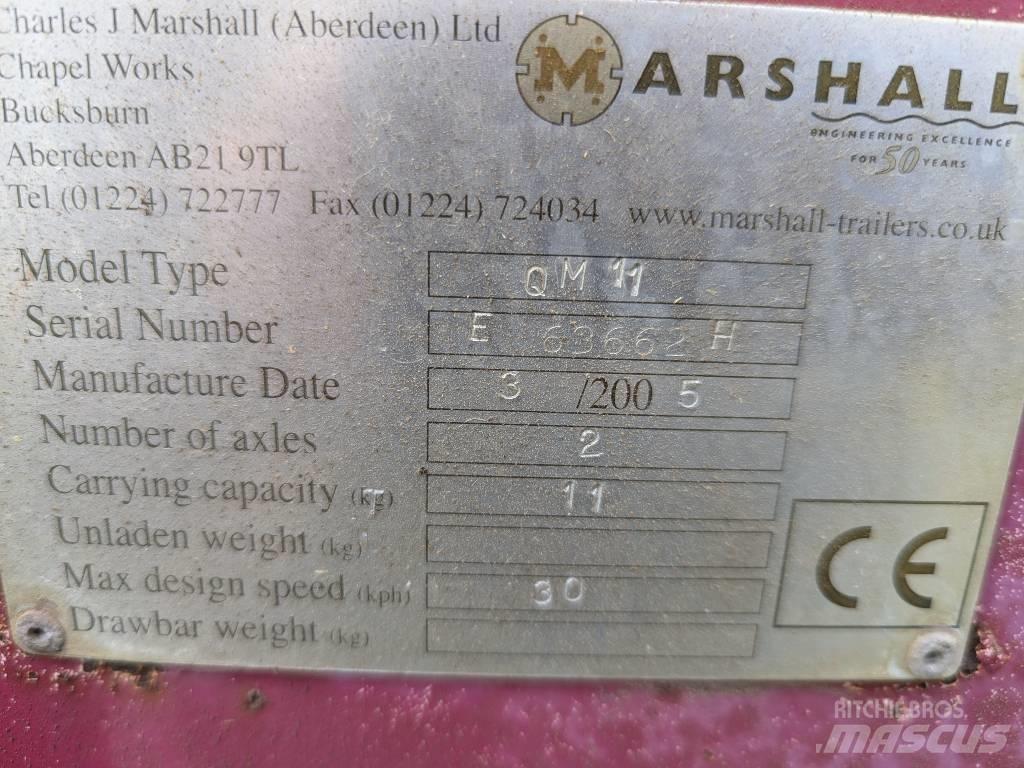 Charles J Marshall (Aberdeen) Ltd
Chapel Works
Bucksburn
Aberdeen AB21 9TL
Tel (01224) 722777 Fax (01224) 724034 www.marshall-trailers.co.uk
M MARSHALL
ENGINEERING EXCELLENCE
FOR 50 YEARS
Model Type QM11
Serial Number E 63662 H
Manufacture Date 3 /200 5
Number of axles 2
Carrying capacity (kg) T 11
Unladen weight (kg)
Max design speed (kph) 30
Drawbar weight (kg)
CE
RITCHIE BROS.
MASCUS